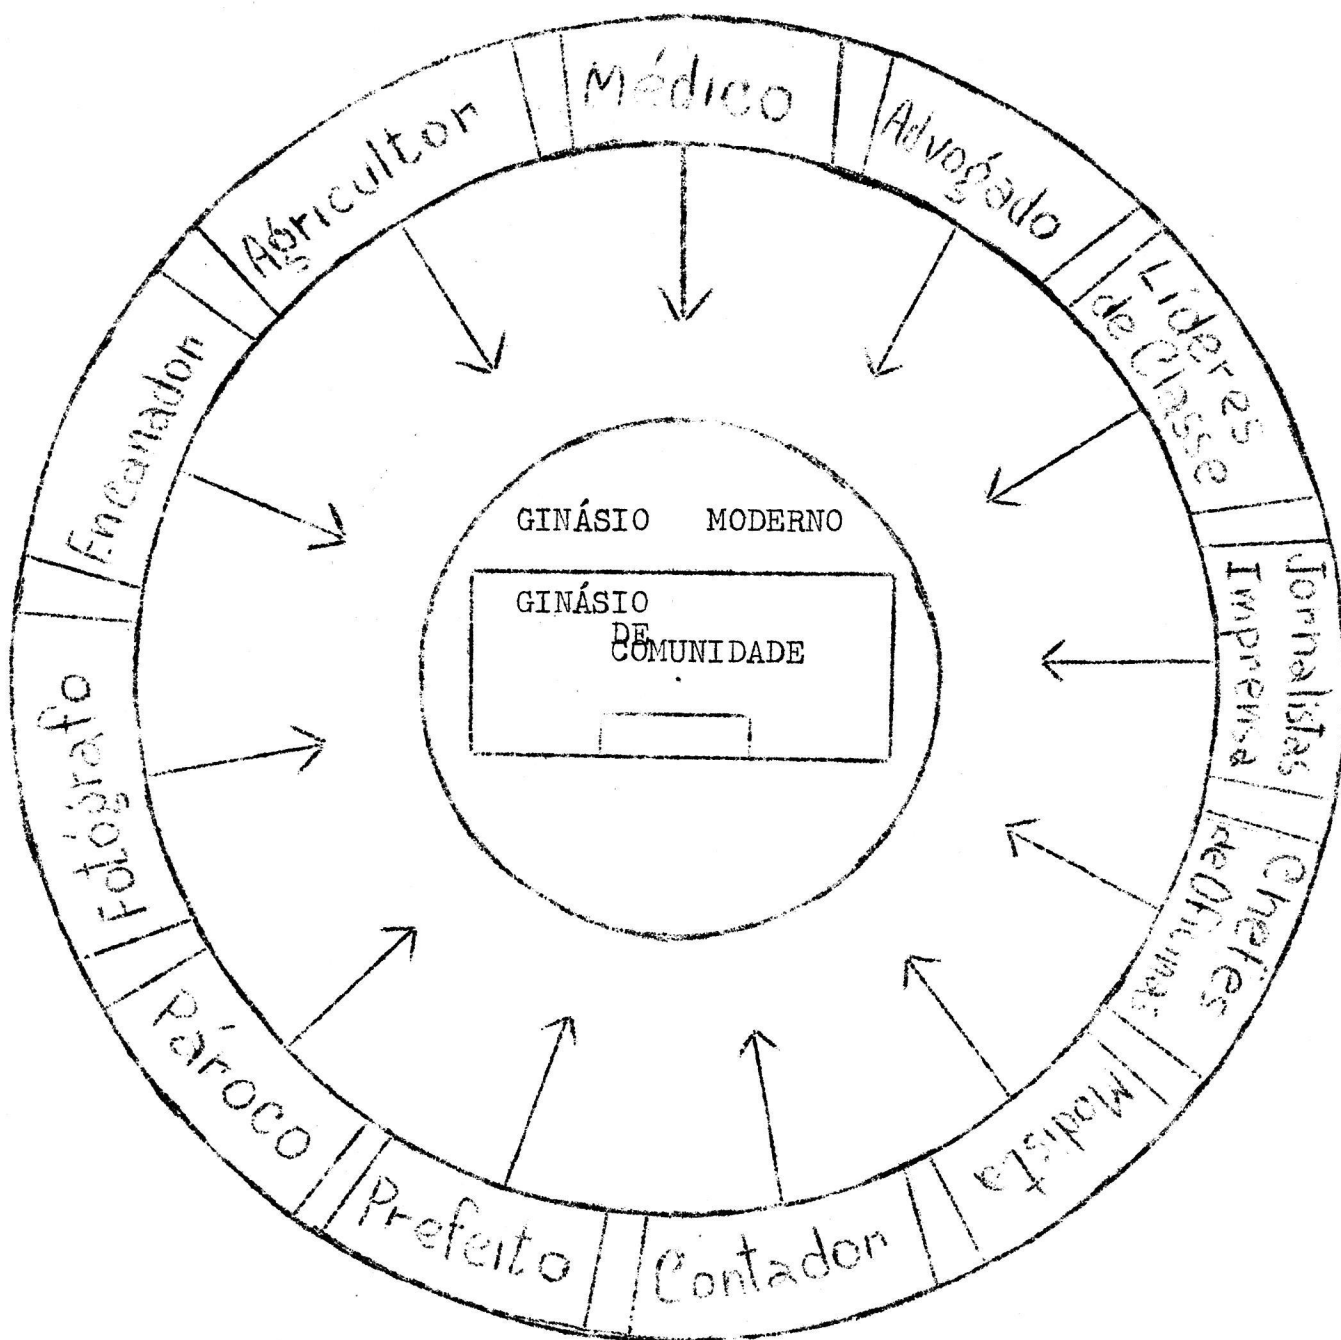 Médico
Advogado
Líderes
de Classe
Jornalistas
Imprensa
Chefes
de Oficinas
Modista
Contador
Prefeito
Pároco
Fotógrafo
Encanador
Agricultor
GINÁSIO MODERNO
GINÁSIO
DE
COMUNIDADE